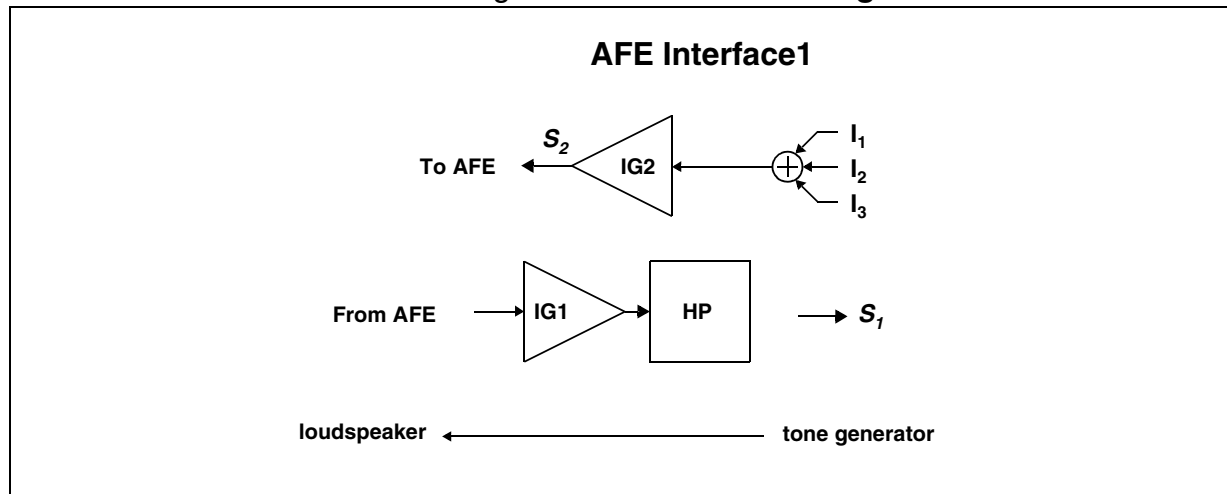 AFE Interface1
S2
I1
To AFE
IG2
I2
I3
From AFE
IG1
HP
S1
loudspeaker
tone generator